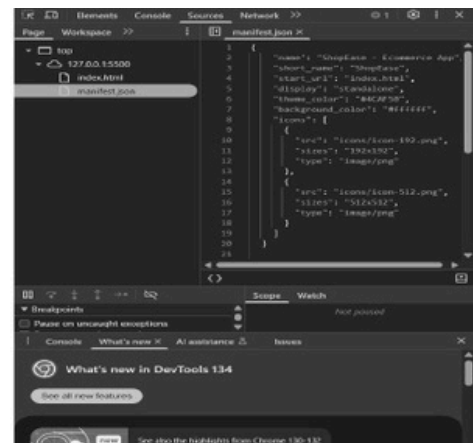 Elements Console Sources Network >> 1
Page Workspace >> manifest.json ×
top
127.0.0.1:5500
index.html
manifest.json
1 {
2 "name": "ShopEase - Ecommerce App",
3 "short_name": "ShopEase",
4 "start_url": "index.html",
5 "display": "standalone",
6 "theme_color": "#4CAF50",
7 "background_color": "#ffffff",
8 "icons": [
9 {
10 "src": "icons/icon-192.png",
11 "sizes": "192x192",
12 "type": "image/png"
13 },
14 {
15 "src": "icons/icon-512.png",
16 "sizes": "512x512",
17 "type": "image/png"
18 }
19 ]
20 }
21
Scope Watch
Breakpoints
Not paused
Pause on uncaught exceptions
Console What's new × AI assistance Issues ×
What's new in DevTools 134
See all new features
new
See also the highlights from Chrome 130-132